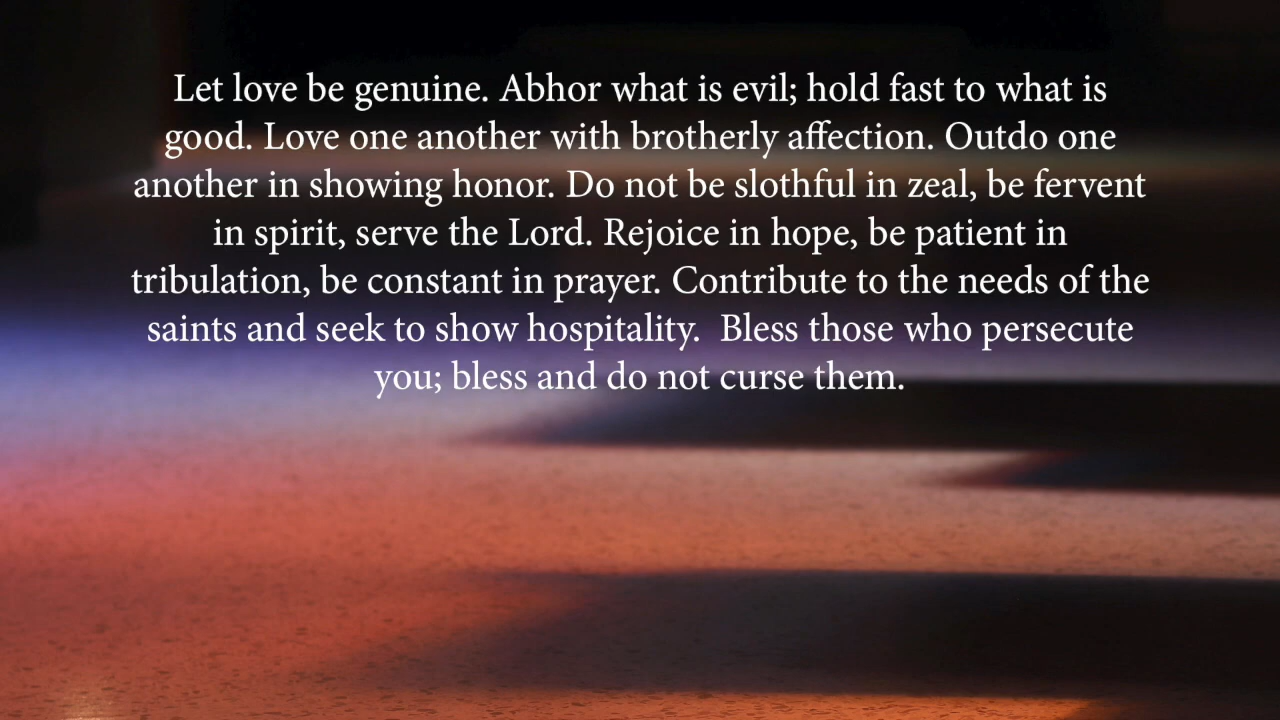 Let love be genuine. Abhor what is evil; hold fast to what is
good. Love one another with brotherly affection. Outdo one
another in showing honor. Do not be slothful in zeal, be fervent
in spirit, serve the Lord. Rejoice in hope, be patient in
tribulation, be constant in prayer. Contribute to the needs of the
saints and seek to show hospitality.  Bless those who persecute
you; bless and do not curse them.